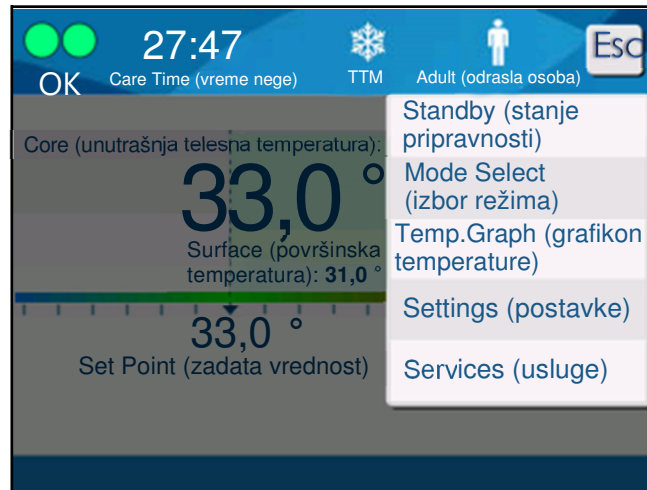 27:47
OK
Care Time (vreme nege)
TTM
Adult (odrasla osoba)
Esc
Core (unutrašnja telesna temperatura):
33,0 °
Surface (površinska
temperatura): 31,0 °
33,0 °
Set Point (zadata vrednost)
Standby (stanje
pripravnosti)
Mode Select
(izbor režima)
Temp.Graph (grafikon
temperature)
Settings (postavke)
Services (usluge)